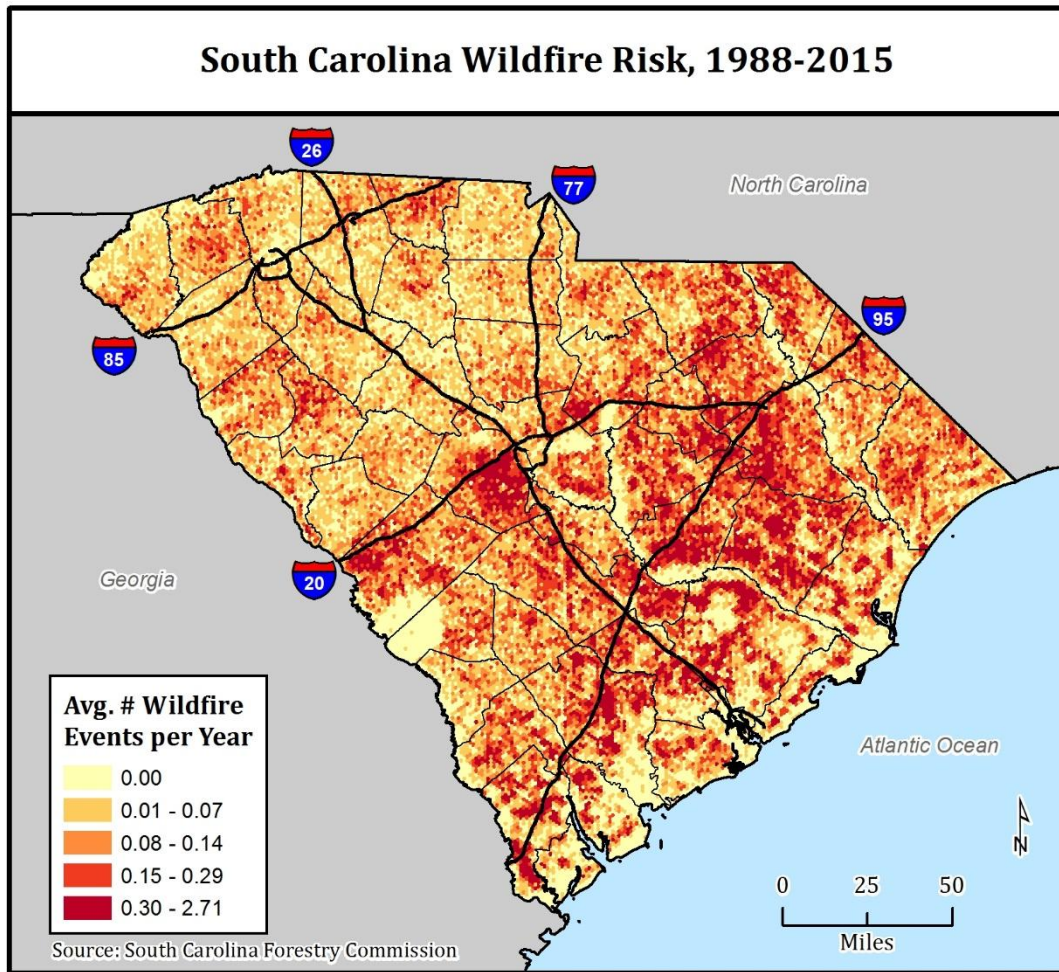 South Carolina Wildfire Risk, 1988-2015
26
77
North Carolina
95
85
Georgia
20
Atlantic Ocean
Avg. # Wildfire
Events per Year
0.00
0.01 - 0.07
0.08 - 0.14
0.15 - 0.29
0.30 - 2.71
Source: South Carolina Forestry Commission
N
0 25 50
Miles